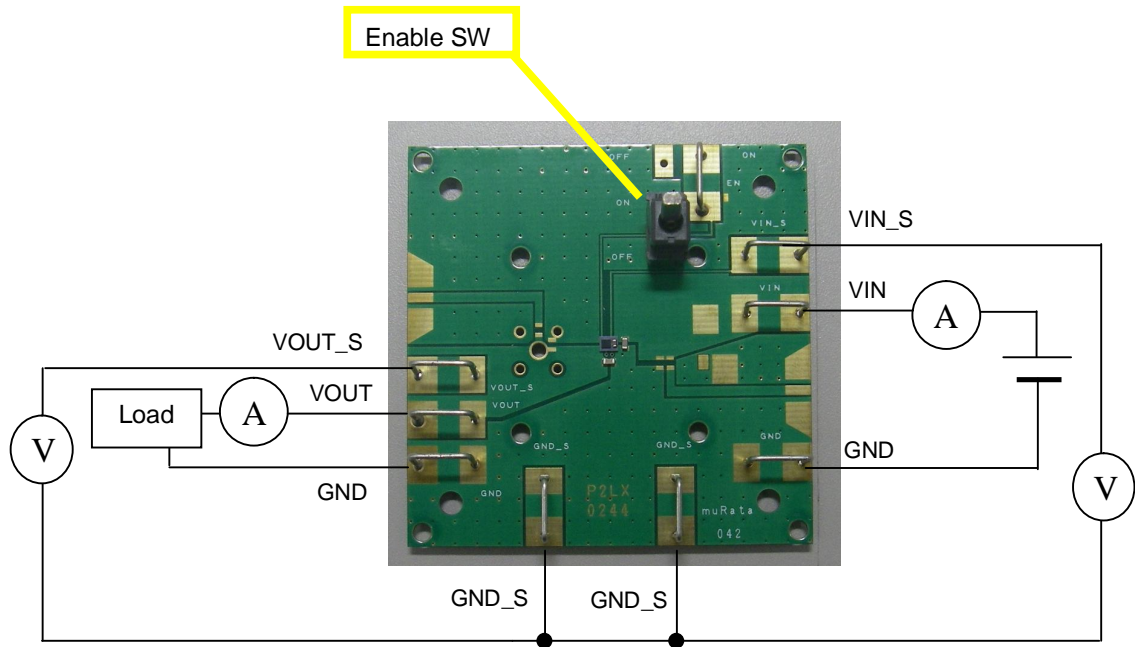 Enable SW
OFF
ON
EN
ON
VIN_S
OFF
VIN
VIN_S
VIN
A
VOUT_S
VOUT
Load
A
V
GND
VOUT_S
VOUT
GND
GND_S
GND_S
GND
GND
V
P2LX
0244
muRata
042
GND_S
GND_S